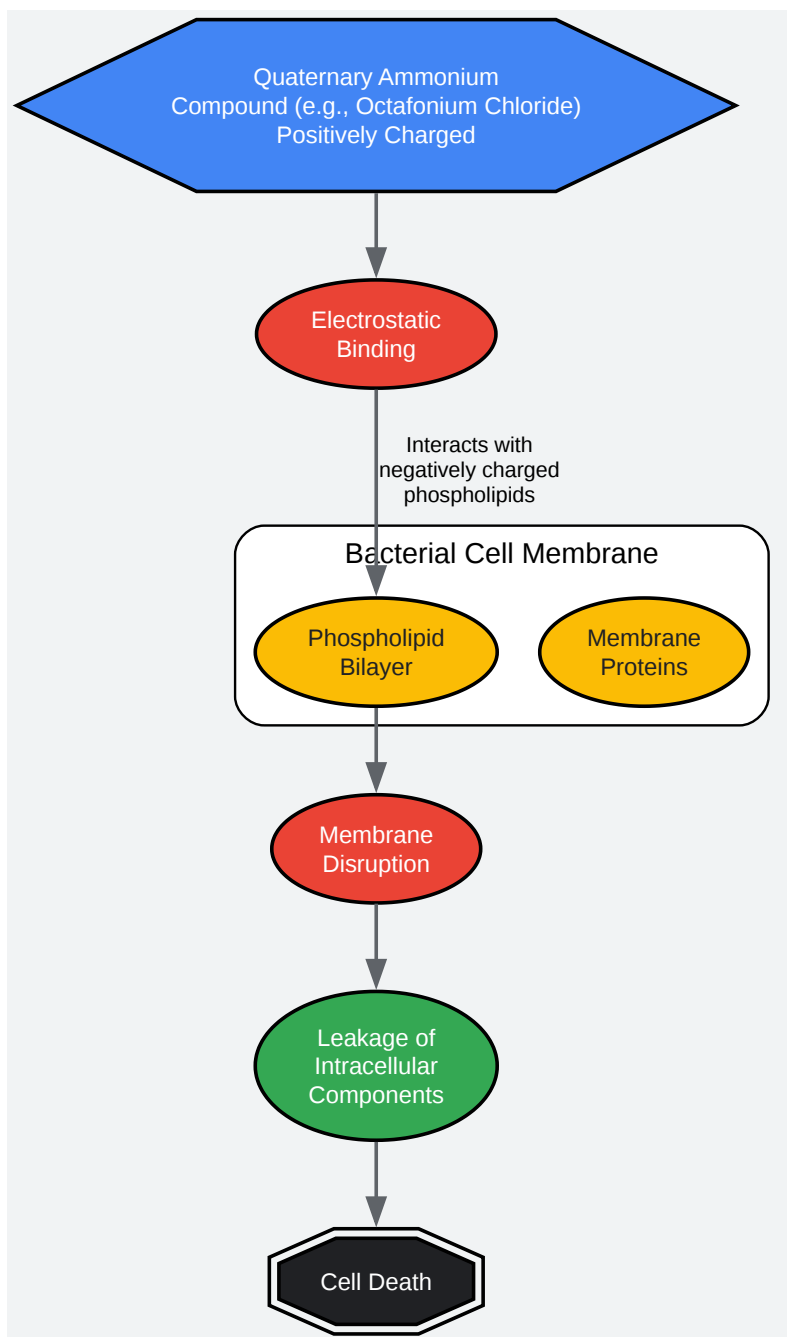 Quaternary Ammonium
Compound (e.g., Octafonium Chloride)
Positively Charged
Electrostatic
Binding
Interacts with
negatively charged
phospholipids
Bacterial Cell Membrane
Phospholipid
Bilayer
Membrane
Proteins
Membrane
Disruption
Leakage of
Intracellular
Components
Cell Death